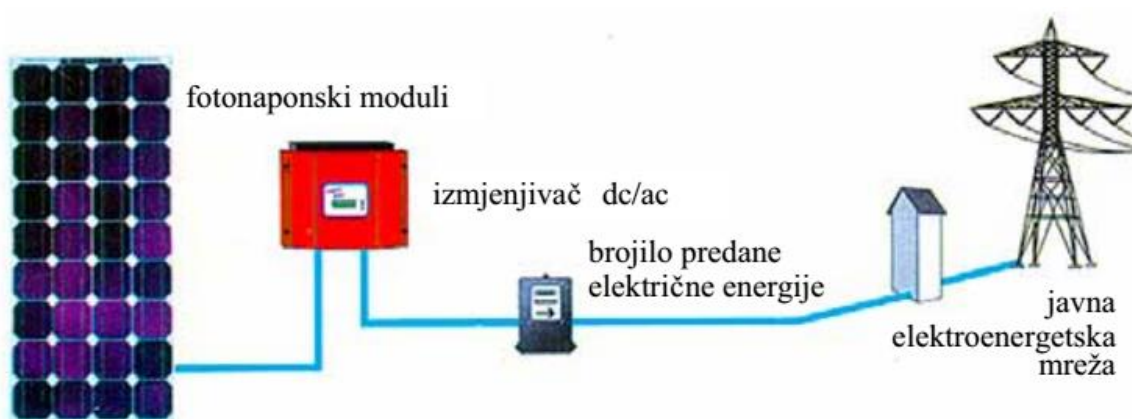 fotonaponski moduli
izmjenjivač dc/ac
brojilo predane
električne energije
javna
elektroenergetska
mreža